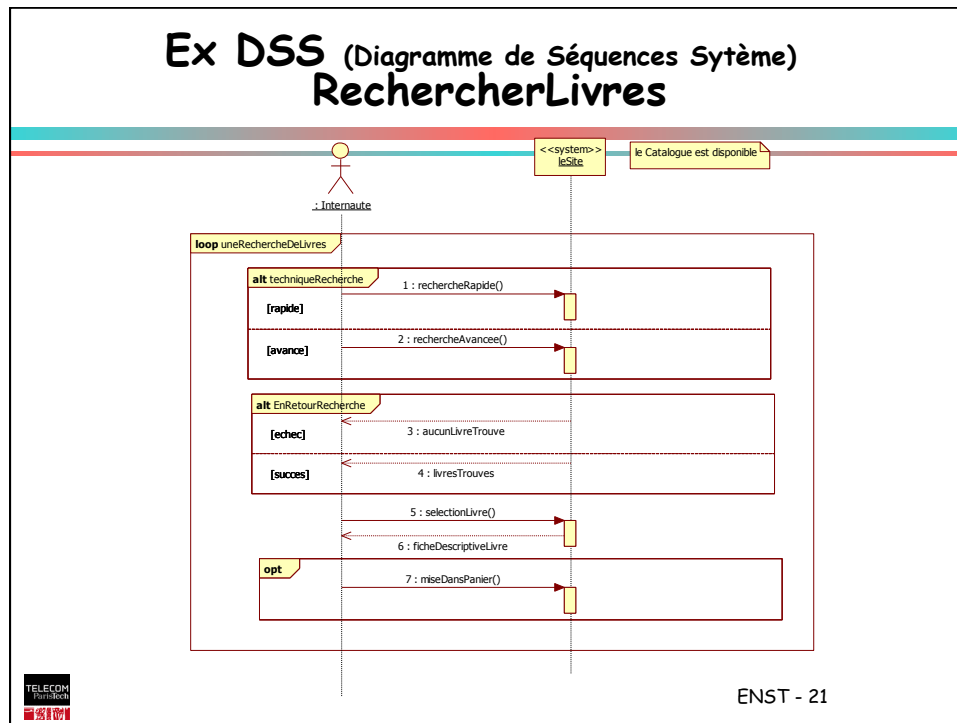 Ex DSS (Diagramme de Séquences Sytème)
RechercherLivres
<<system>>
leSite
le Catalogue est disponible
: Internaute
loop uneRechercheDeLivres
alt techniqueRecherche
1 : rechercheRapide()
[rapide]
2 : rechercheAvancee()
[avance]
alt EnRetourRecherche
3 : aucunLivreTrouve
[echec]
4 : livresTrouves
[succes]
5 : selectionLivre()
6 : ficheDescriptiveLivre
opt
7 : miseDansPanier()
TELECOM
ParisTech
ENST - 21